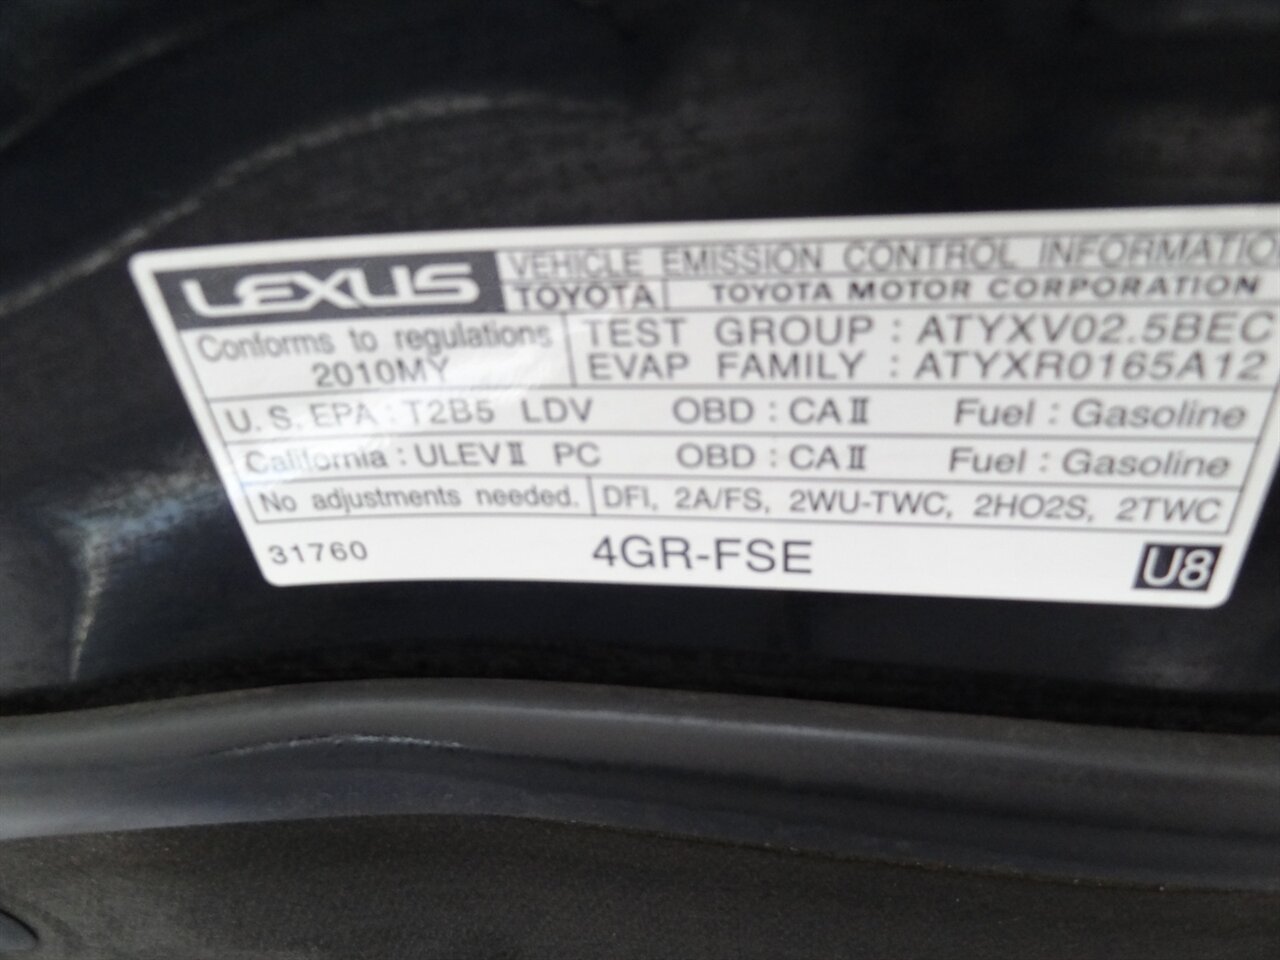 LEXUS
VEHICLE EMISSION CONTROL INFORMATIO
TOYOTA TOYOTA MOTOR CORPORATION
Conforms to regulations
2010MY
TEST GROUP : ATYXV02.5BEC
EVAP FAMILY : ATYXR0165A12
U.S. EPA : T2B5 LDV OBD : CAII Fuel : Gasoline
California : ULEVII PC OBD : CAII Fuel : Gasoline
No adjustments needed. DFI, 2A/FS, 2WU-TWC, 2HO2S, 2TWC
31760 4GR-FSE U8